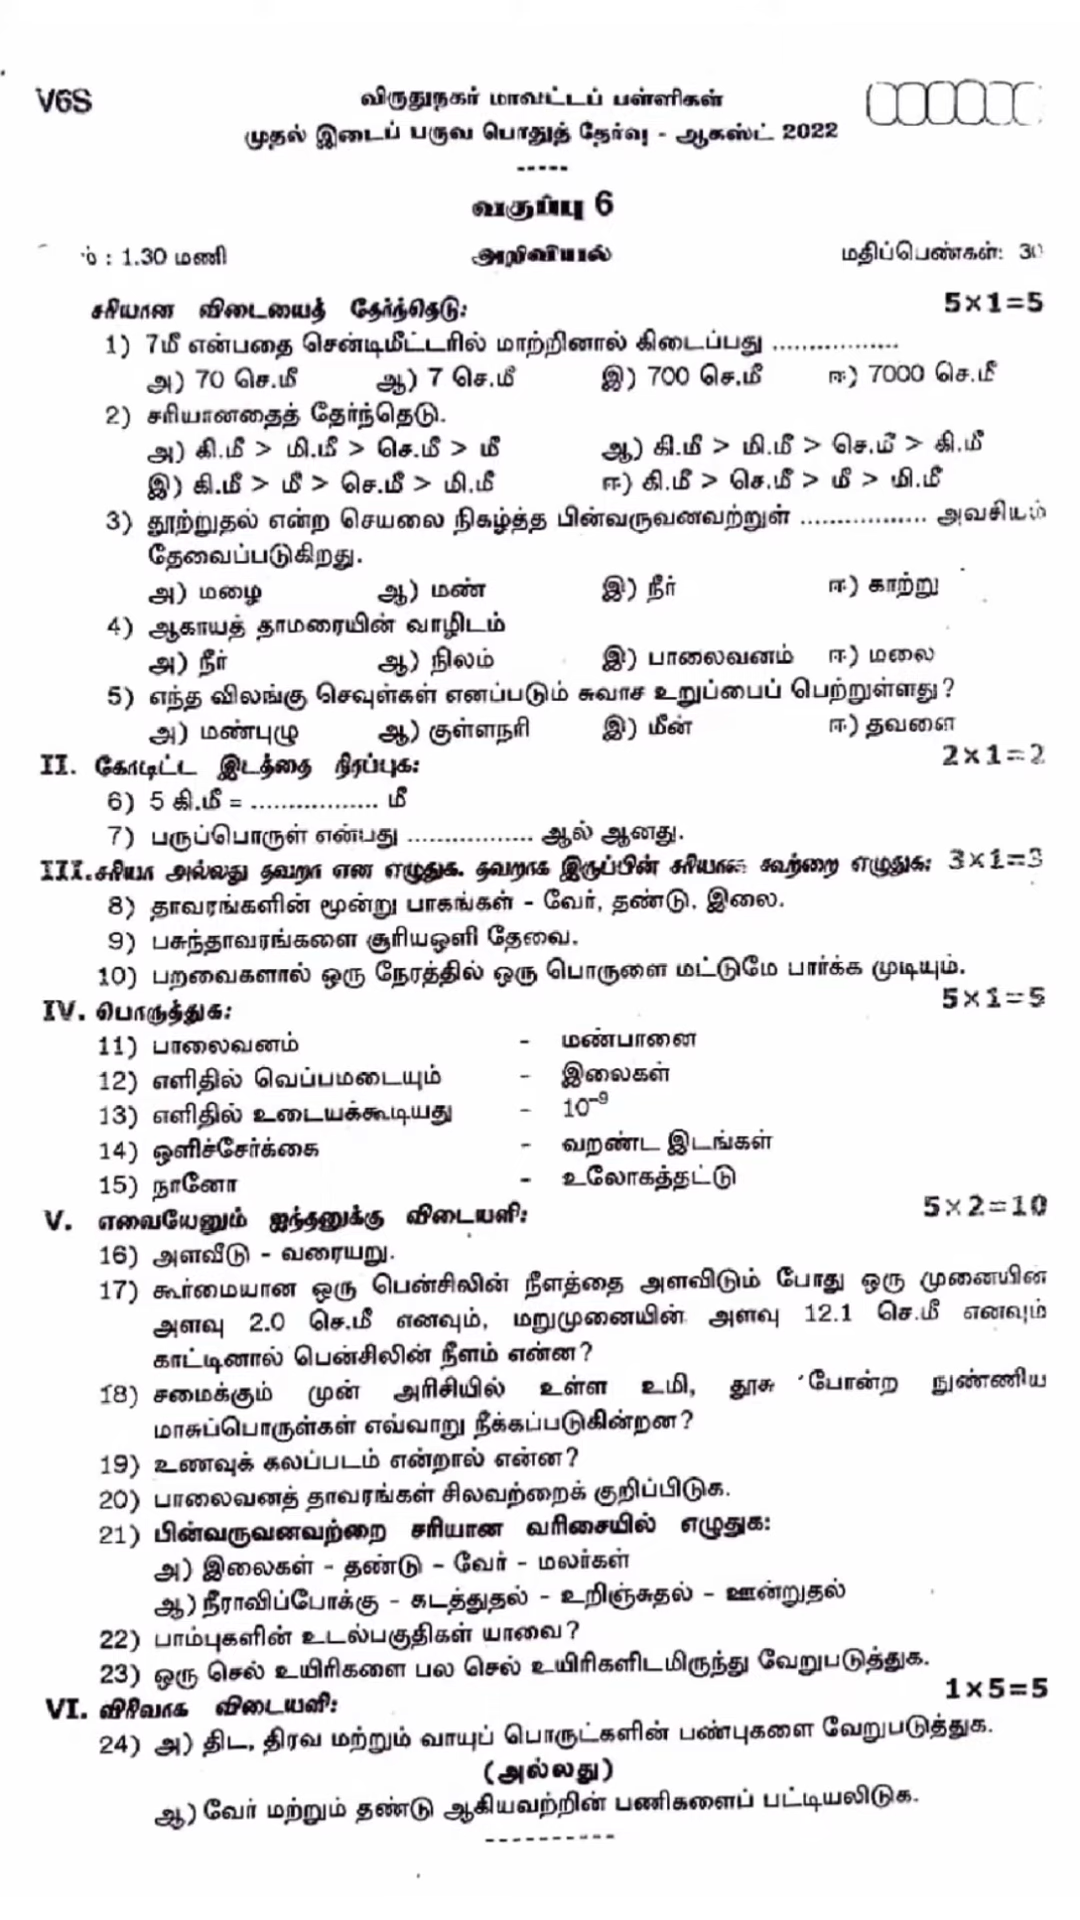 V6S
விருதுநகர் மாவட்டப் பள்ளிகள்
முதல் இடைப் பருவ பொதுத் தேர்வு - ஆகஸ்ட் 2022
-----
வகுப்பு 6
: 1.30 மணி அறிவியல் மதிப்பெண்கள்: 30
சரியான விடையைத் தேர்ந்தெடு: 5×1=5
1) 7மீ என்பதை சென்டிமீட்டரில் மாற்றினால் கிடைப்பது .................
அ) 70 செ.மீ ஆ) 7 செ.மீ இ) 700 செ.மீ ஈ) 7000 செ.மீ
2) சரியானதைத் தேர்ந்தெடு.
அ) கி.மீ > மி.மீ > செ.மீ > மீ ஆ) கி.மீ > மி.மீ > செ.மீ > கி.மீ
இ) கி.மீ > மீ > செ.மீ > மி.மீ ஈ) கி.மீ > செ.மீ > மீ > மி.மீ
3) தூற்றுதல் என்ற செயலை நிகழ்த்த பின்வருவனவற்றுள் ................. அவசியம்
தேவைப்படுகிறது.
அ) மழை ஆ) மண் இ) நீர் ஈ) காற்று
4) ஆகாயத் தாமரையின் வாழிடம்
அ) நீர் ஆ) நிலம் இ) பாலைவனம் ஈ) மலை
5) எந்த விலங்கு செவுள்கள் எனப்படும் சுவாச உறுப்பைப் பெற்றுள்ளது?
அ) மண்புழு ஆ) குள்ளநரி இ) மீன் ஈ) தவளை
II. கோடிட்ட இடத்தை நிரப்புக: 2×1=2
6) 5 கி.மீ = ................. மீ
7) பருப்பொருள் என்பது ................. ஆல் ஆனது.
III. சரியா அல்லது தவறா என எழுதுக. தவறாக இருப்பின் சரியான கூற்றை எழுதுக: 3×1=3
8) தாவரங்களின் மூன்று பாகங்கள் - வேர், தண்டு, இலை.
9) பசுந்தாவரங்களை சூரியஒளி தேவை.
10) பறவைகளால் ஒரு நேரத்தில் ஒரு பொருளை மட்டுமே பார்க்க முடியும்.
IV. பொருத்துக: 5×1=5
11) பாலைவனம் - மண்பானை
12) எளிதில் வெப்பமடையும் - இலைகள்
13) எளிதில் உடையக்கூடியது - 10⁻⁹
14) ஒளிச்சேர்க்கை - வறண்ட இடங்கள்
15) நானோ - உலோகத்தட்டு
V. எவையேனும் ஐந்தனுக்கு விடையளி: 5×2=10
16) அளவீடு - வரையறு.
17) கூர்மையான ஒரு பென்சிலின் நீளத்தை அளவிடும் போது ஒரு முனையின்
அளவு 2.0 செ.மீ எனவும், மறுமுனையின் அளவு 12.1 செ.மீ எனவும்
காட்டினால் பென்சிலின் நீளம் என்ன?
18) சமைக்கும் முன் அரிசியில் உள்ள உமி, தூசு போன்ற நுண்ணிய
மாசுப்பொருள்கள் எவ்வாறு நீக்கப்படுகின்றன?
19) உணவுக் கலப்படம் என்றால் என்ன?
20) பாலைவனத் தாவரங்கள் சிலவற்றைக் குறிப்பிடுக.
21) பின்வருவனவற்றை சரியான வரிசையில் எழுதுக:
அ) இலைகள் - தண்டு - வேர் - மலர்கள்
ஆ) நீராவிப்போக்கு - கடத்துதல் - உறிஞ்சுதல் - ஊன்றுதல்
22) பாம்புகளின் உடல்பகுதிகள் யாவை?
23) ஒரு செல் உயிரிகளை பல செல் உயிரிகளிடமிருந்து வேறுபடுத்துக.
VI. விரிவாக விடையளி: 1×5=5
24) அ) திட, திரவ மற்றும் வாயுப் பொருட்களின் பண்புகளை வேறுபடுத்துக.
(அல்லது)
ஆ) வேர் மற்றும் தண்டு ஆகியவற்றின் பணிகளைப் பட்டியலிடுக.
----------